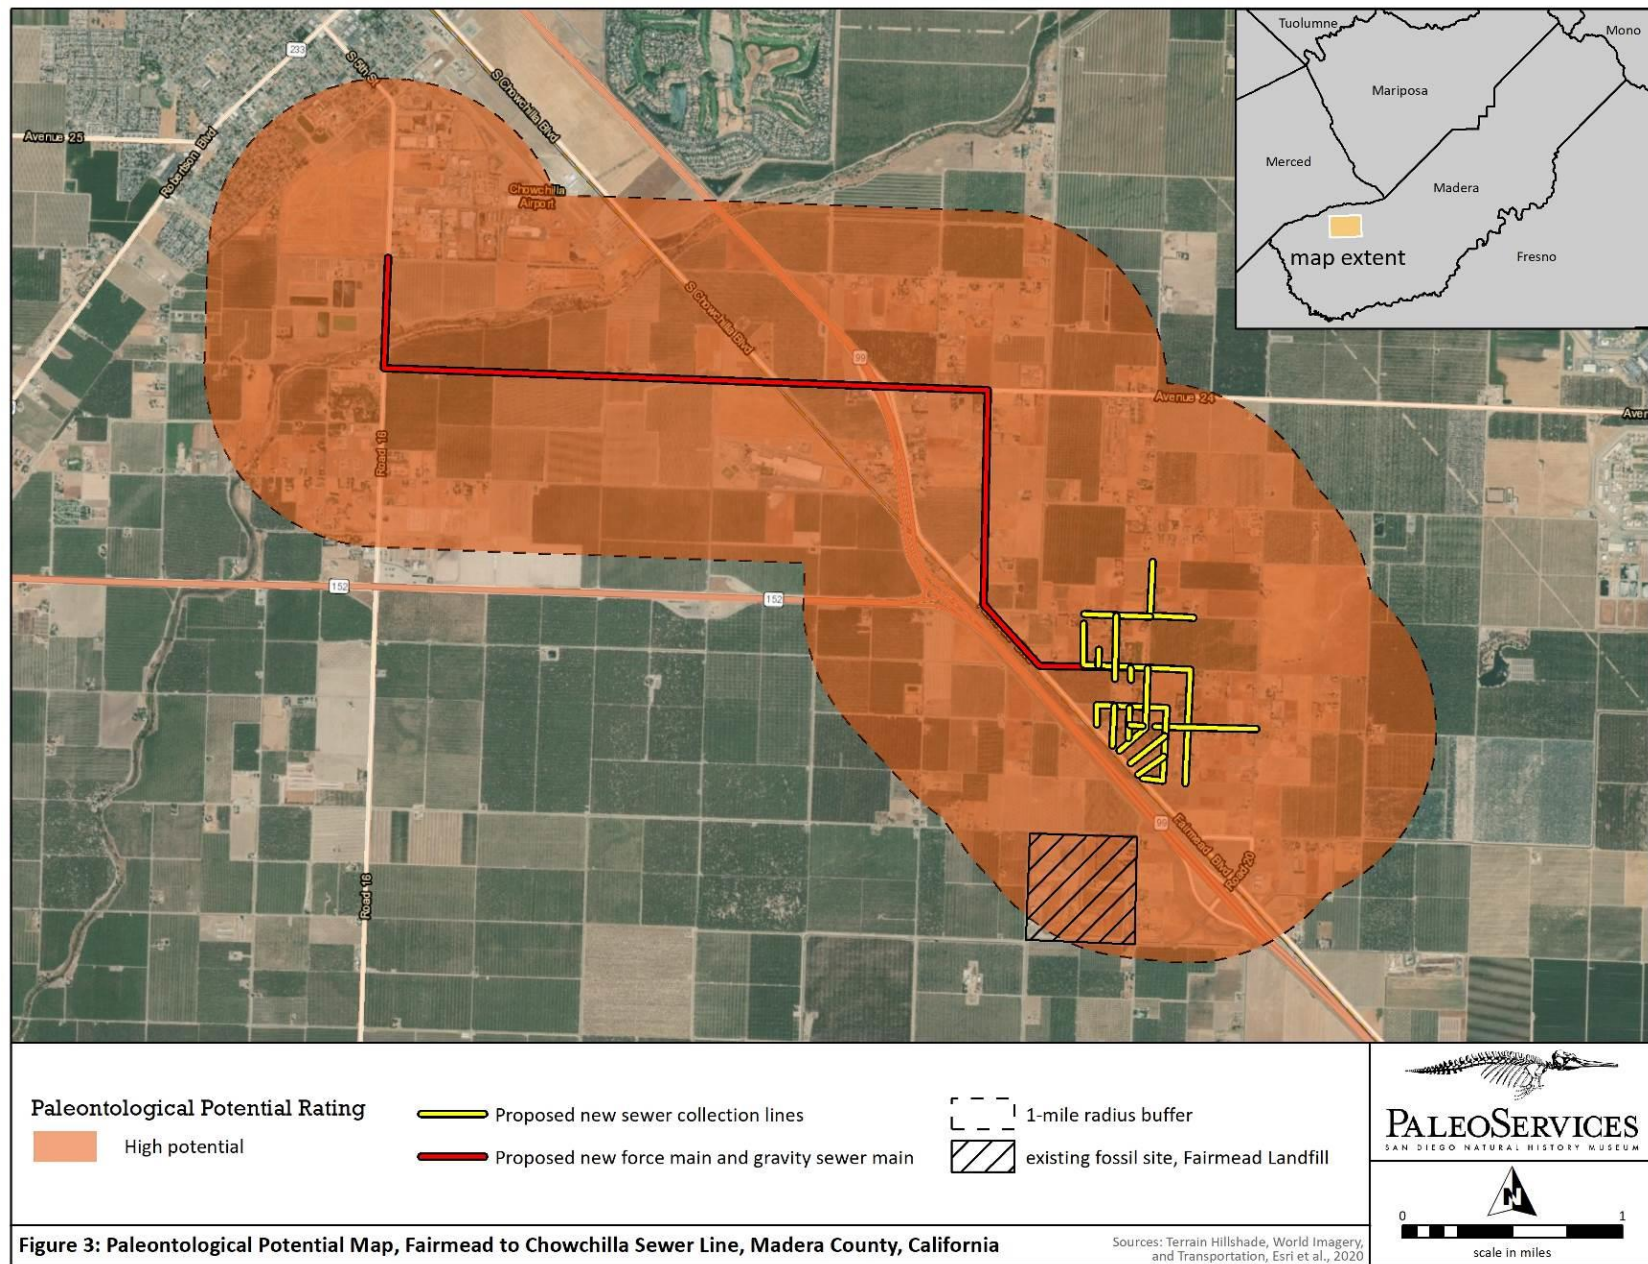 233
S 5th St
S Chowchilla Blvd
Avenue 25
Robertson Blvd
Chowchilla
Airport
S Chowchilla Blvd
99
Avenue 24
Road 16
152
152
99
Fairmead Blvd
Road 20
Road 16
Tuolumne
Mono
Mariposa
Merced
Madera
map extent
Fresno
Paleontological Potential Rating
High potential
Proposed new sewer collection lines
Proposed new force main and gravity sewer main
1-mile radius buffer
existing fossil site, Fairmead Landfill
PALEOSERVICES
SAN DIEGO NATURAL HISTORY MUSEUM
N
0 1
scale in miles
Figure 3: Paleontological Potential Map, Fairmead to Chowchilla Sewer Line, Madera County, California
Sources: Terrain Hillshade, World Imagery,
and Transportation, Esri et al., 2020